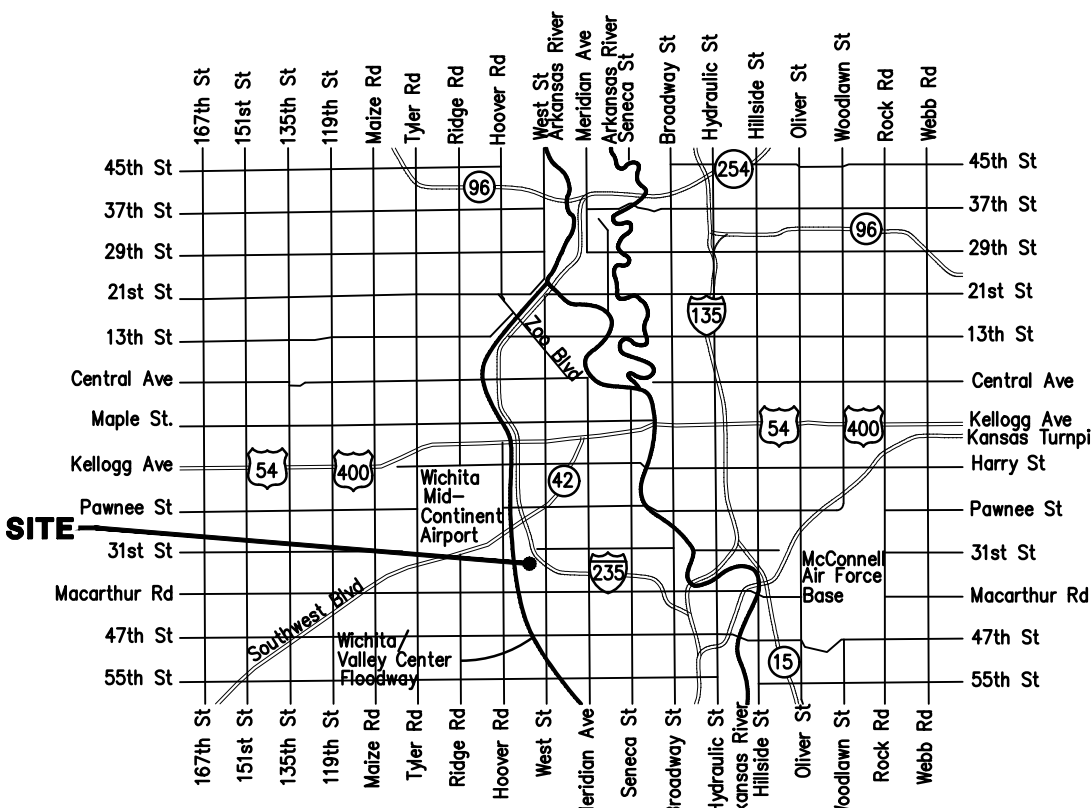 167th St
151st St
135th St
119th St
Maize Rd
Tyler Rd
Ridge Rd
Hoover Rd
West St
Arkansas River
Meridian Ave
Arkansas River
Seneca St
Broadway St
Hydraulic St
Hillside St
Oliver St
Woodlawn St
Rock Rd
Webb Rd
45th St
45th St
254
96
37th St
37th St
96
29th St
29th St
21st St
21st St
135
Zoo Blvd
13th St
13th St
Central Ave
Central Ave
Maple St.
54
400
Kellogg Ave
Kansas Turnpi
Kellogg Ave
54
400
Harry St
Wichita
Mid-
Continent
Airport
42
Pawnee St
Pawnee St
SITE
31st St
31st St
235
McConnell
Air Force
Base
Macarthur Rd
Macarthur Rd
Southwest Blvd
Wichita/
Valley Center
Floodway
47th St
47th St
15
55th St
55th St
167th St
151st St
135th St
119th St
Maize Rd
Tyler Rd
Ridge Rd
Hoover Rd
West St
Meridian Ave
Seneca St
Broadway St
Hydraulic St
kansas River
Hillside St
Oliver St
Woodlawn St
Rock Rd
Webb Rd